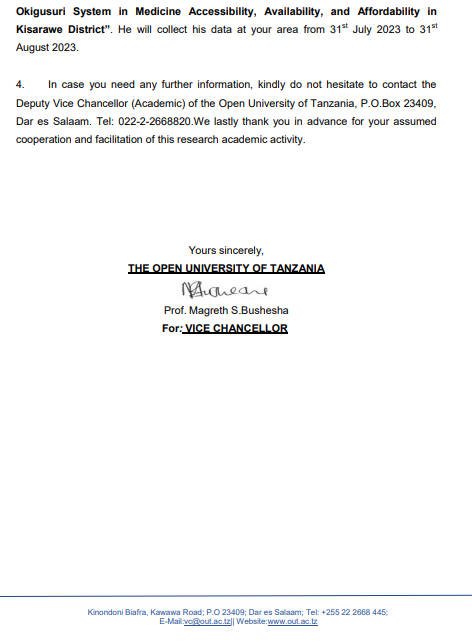 Okigusuri System in Medicine Accessibility, Availability, and Affordability in
Kisarawe District”. He will collect his data at your area from 31st July 2023 to 31st
August 2023.
4. In case you need any further information, kindly do not hesitate to contact the
Deputy Vice Chancellor (Academic) of the Open University of Tanzania, P.O.Box 23409,
Dar es Salaam. Tel: 022-2-2668820.We lastly thank you in advance for your assumed
cooperation and facilitation of this research academic activity.
Yours sincerely,
THE OPEN UNIVERSITY OF TANZANIA
Prof. Magreth S.Bushesha
For: VICE CHANCELLOR
Kinondoni Biafra, Kawawa Road; P.O 23409; Dar es Salaam; Tel: +255 22 2668 445;
E-Mail:vc@out.ac.tz|| Website:www.out.ac.tz